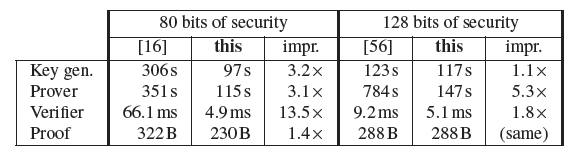 80 bits of security 128 bits of security
[16] this impr. [56] this impr.
Key gen. 306 s 97 s 3.2× 123 s 117 s 1.1×
Prover 351 s 115 s 3.1× 784 s 147 s 5.3×
Verifier 66.1 ms 4.9 ms 13.5× 9.2 ms 5.1 ms 1.8×
Proof 322 B 230 B 1.4× 288 B 288 B (same)